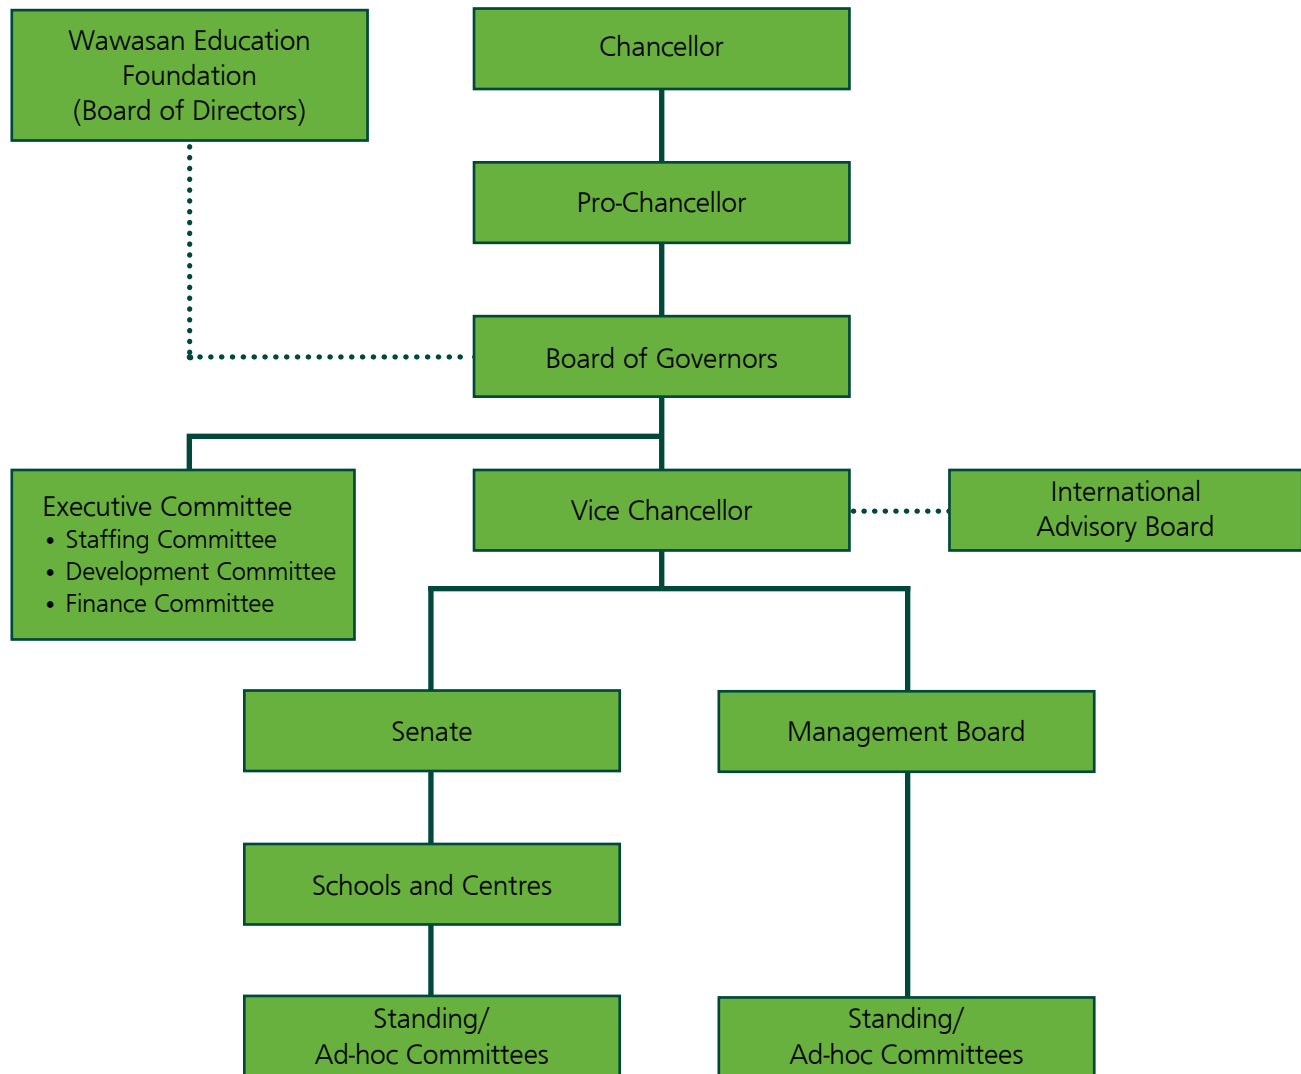 Wawasan Education
Foundation
(Board of Directors)
Chancellor
Pro-Chancellor
Board of Governors
Executive Committee
• Staffing Committee
• Development Committee
• Finance Committee
Vice Chancellor
International
Advisory Board
Senate
Management Board
Schools and Centres
Standing/
Ad-hoc Committees
Standing/
Ad-hoc Committees